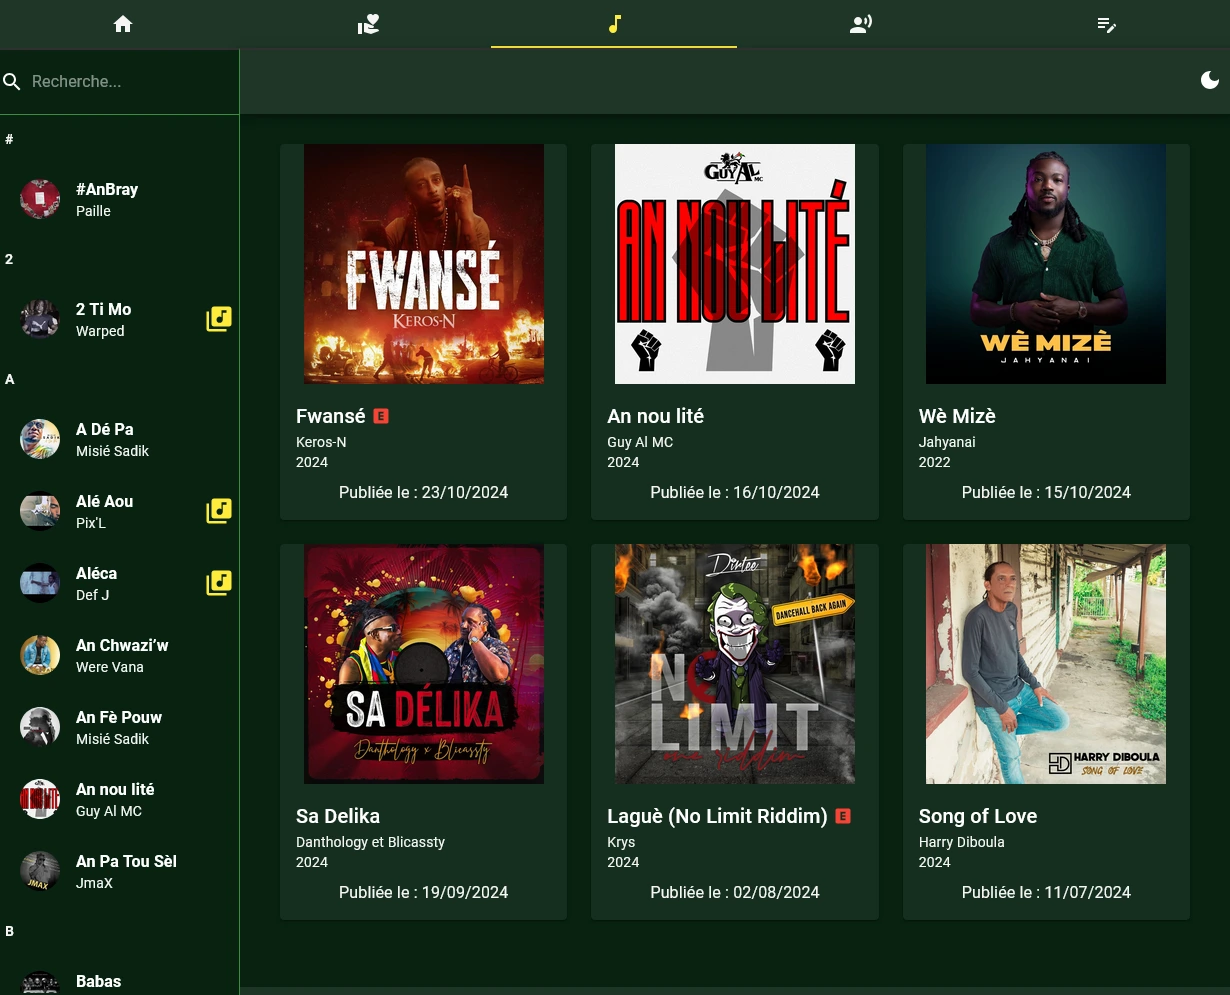 Recherche...
#
#AnBray
Paille
2
2 Ti Mo
Warped
A
A Dé Pa
Misié Sadik
Alé Aou
Pix'L
Aléca
Def J
An Chwazi’w
Were Vana
An Fè Pouw
Misié Sadik
An nou lité
Guy Al MC
An Pa Tou Sèl
JmaX
B
Babas
FWANSÉ
KEROS-N
Fwansé E
Keros-N
2024
Publiée le : 23/10/2024
GUY AL MC
AN NOU LITÉ
An nou lité
Guy Al MC
2024
Publiée le : 16/10/2024
WÈ MIZÈ
JAHYANAI
Wè Mizè
Jahyanai
2022
Publiée le : 15/10/2024
SA DÉLIKA
Danthology x Blicassty
Sa Delika
Danthology et Blicassty
2024
Publiée le : 19/09/2024
DANCEHALL BACK AGAIN
NO
LIMIT
riddim
Laguè (No Limit Riddim) E
Krys
2024
Publiée le : 02/08/2024
HD HARRY DIBOULA
SONG OF LOVE
Song of Love
Harry Diboula
2024
Publiée le : 11/07/2024